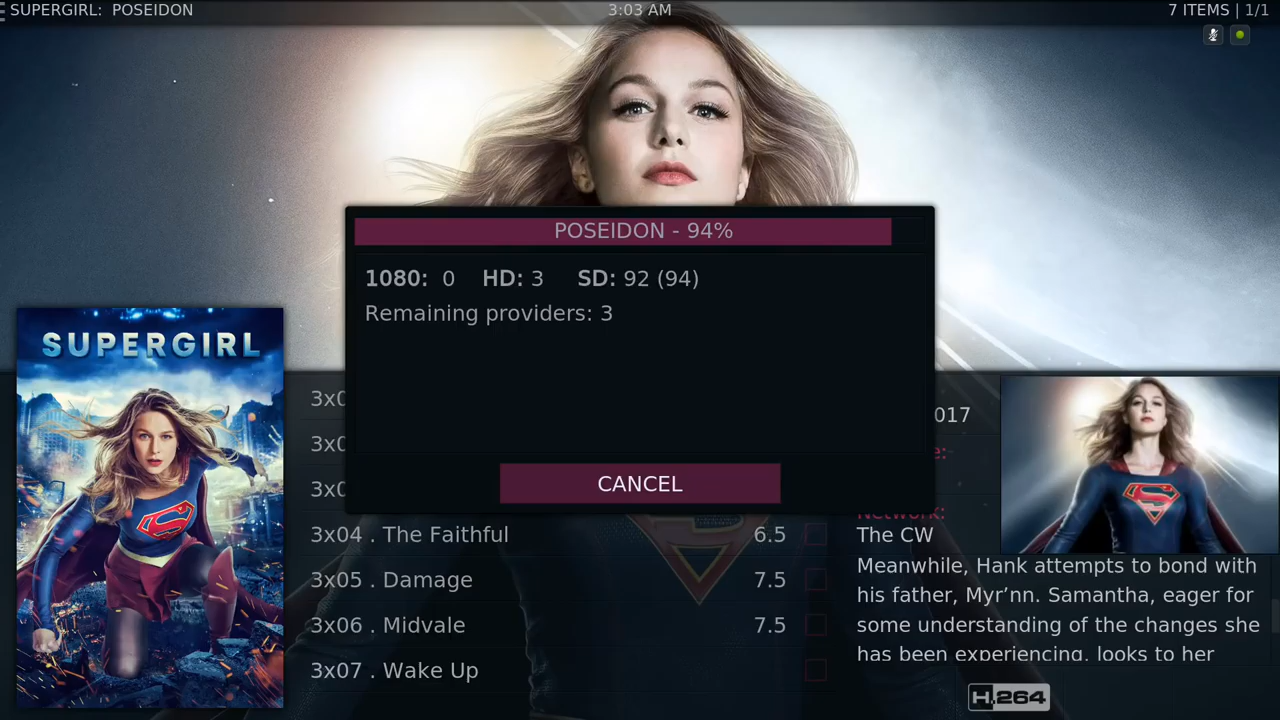 SUPERGIRL: POSEIDON
3:03 AM
7 ITEMS | 1/1
POSEIDON - 94%
1080: 0 HD: 3 SD: 92 (94)
Remaining providers: 3
CANCEL
SUPERGIRL
3x0
3x0
3x0
3x04 . The Faithful 6.5
3x05 . Damage 7.5
3x06 . Midvale 7.5
3x07 . Wake Up
017
e:
Network:
The CW
Meanwhile, Hank attempts to bond with
his father, Myr’nn. Samantha, eager for
some understanding of the changes she
has been experiencing, looks to her
H.264